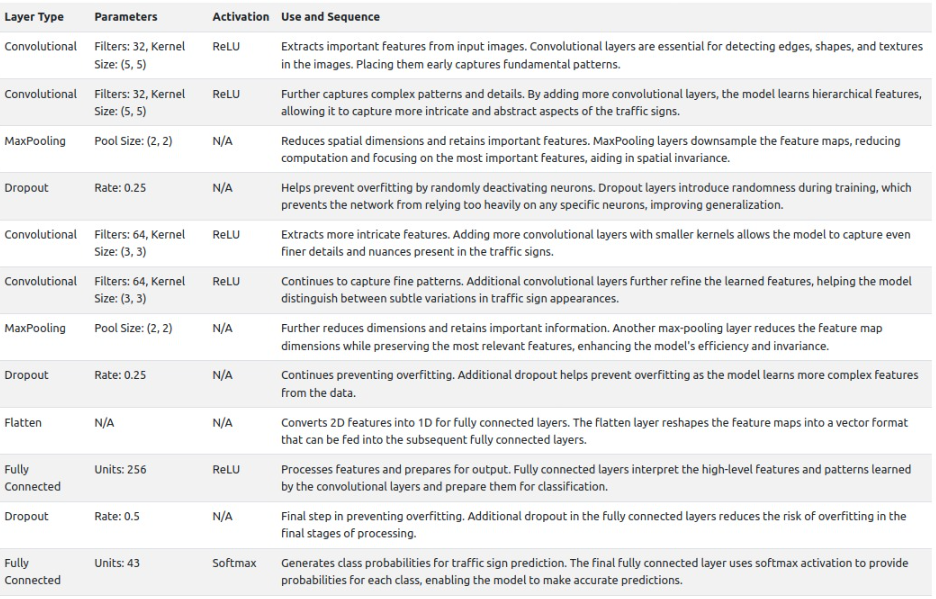 Layer Type Parameters Activation Use and Sequence
Convolutional Filters: 32, Kernel Size: (5, 5) ReLU Extracts important features from input images. Convolutional layers are essential for detecting edges, shapes, and textures
in the images. Placing them early captures fundamental patterns.
Convolutional Filters: 32, Kernel Size: (5, 5) ReLU Further captures complex patterns and details. By adding more convolutional layers, the model learns hierarchical features,
allowing it to capture more intricate and abstract aspects of the traffic signs.
MaxPooling Pool Size: (2, 2) N/A Reduces spatial dimensions and retains important features. MaxPooling layers downsample the feature maps, reducing
computation and focusing on the most important features, aiding in spatial invariance.
Dropout Rate: 0.25 N/A Helps prevent overfitting by randomly deactivating neurons. Dropout layers introduce randomness during training, which
prevents the network from relying too heavily on any specific neurons, improving generalization.
Convolutional Filters: 64, Kernel Size: (3, 3) ReLU Extracts more intricate features. Adding more convolutional layers with smaller kernels allows the model to capture even
finer details and nuances present in the traffic signs.
Convolutional Filters: 64, Kernel Size: (3, 3) ReLU Continues to capture fine patterns. Additional convolutional layers further refine the learned features, helping the model
distinguish between subtle variations in traffic sign appearances.
MaxPooling Pool Size: (2, 2) N/A Further reduces dimensions and retains important information. Another max-pooling layer reduces the feature map
dimensions while preserving the most relevant features, enhancing the model's efficiency and invariance.
Dropout Rate: 0.25 N/A Continues preventing overfitting. Additional dropout helps prevent overfitting as the model learns more complex features
from the data.
Flatten N/A N/A Converts 2D features into 1D for fully connected layers. The flatten layer reshapes the feature maps into a vector format
that can be fed into the subsequent fully connected layers.
Fully Connected Units: 256 ReLU Processes features and prepares for output. Fully connected layers interpret the high-level features and patterns learned
by the convolutional layers and prepare them for classification.
Dropout Rate: 0.5 N/A Final step in preventing overfitting. Additional dropout in the fully connected layers reduces the risk of overfitting in the
final stages of processing.
Fully Connected Units: 43 Softmax Generates class probabilities for traffic sign prediction. The final fully connected layer uses softmax activation to provide
probabilities for each class, enabling the model to make accurate predictions.